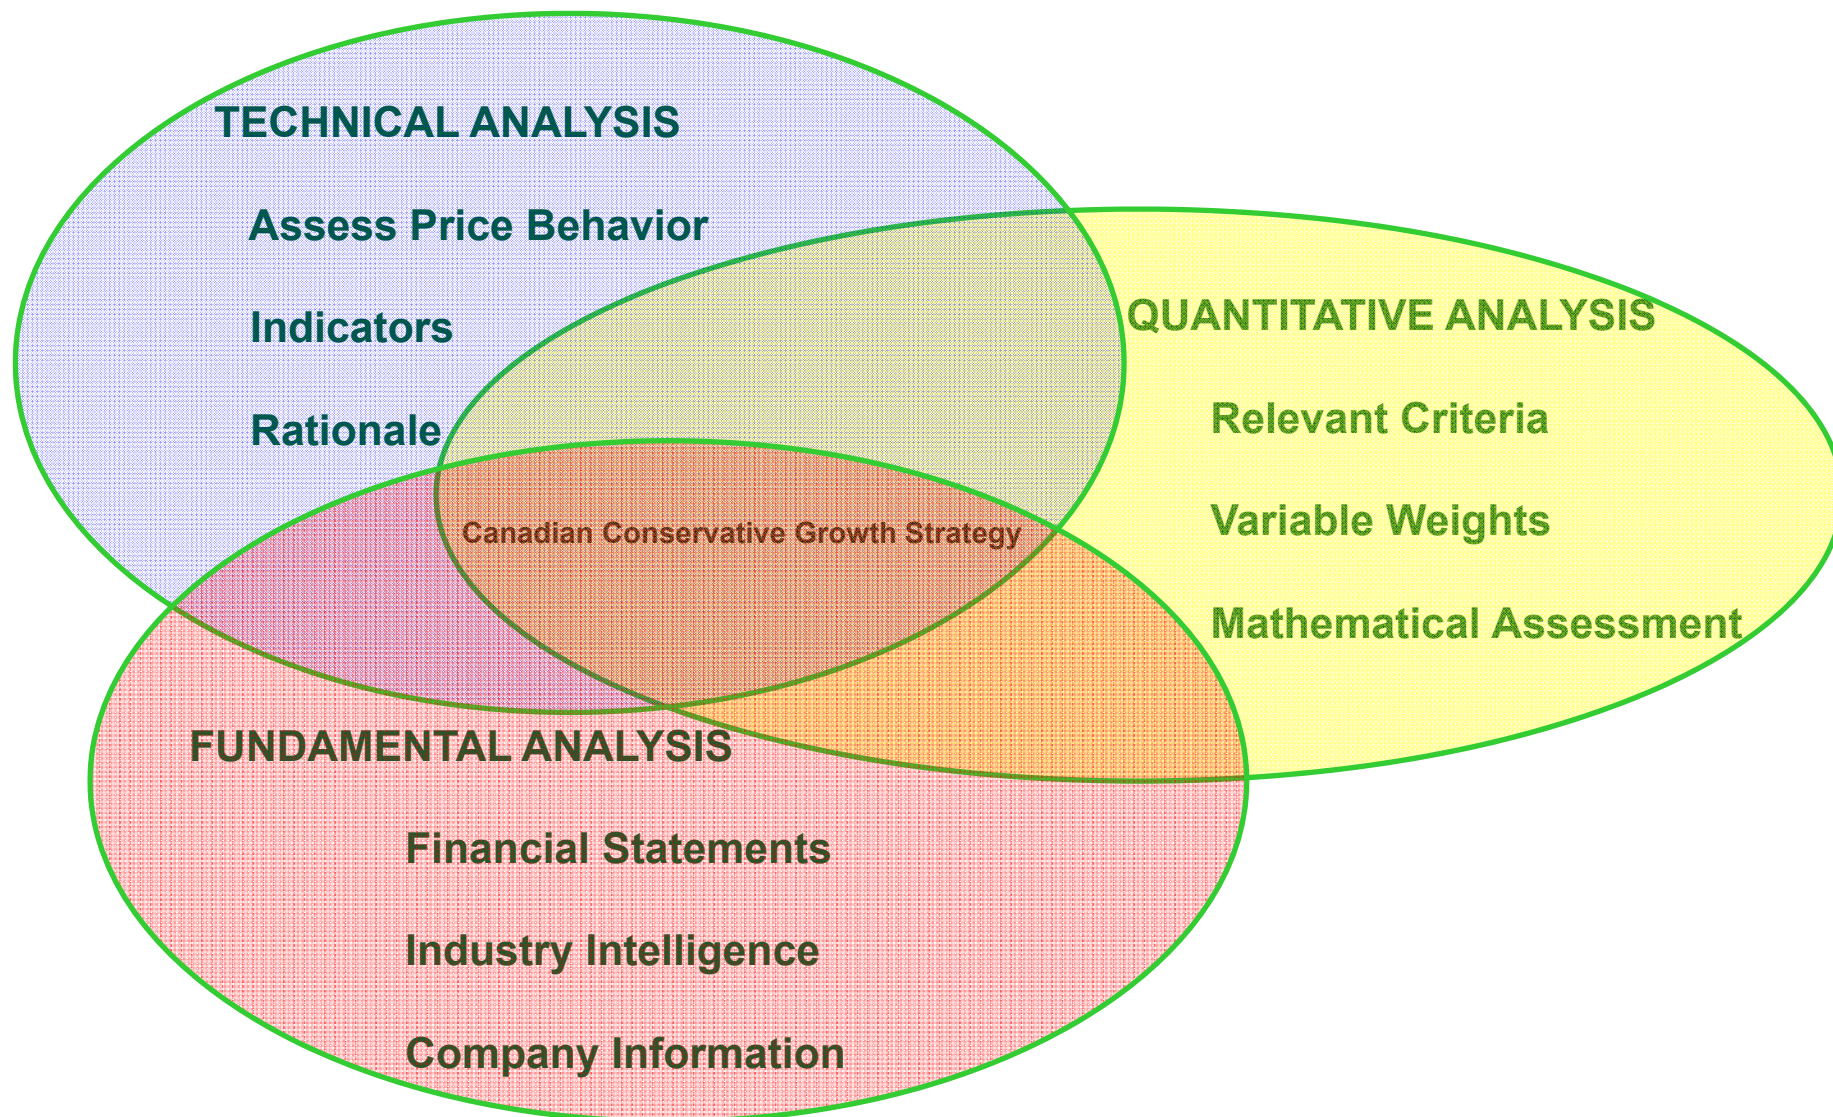 TECHNICAL ANALYSIS
Assess Price Behavior
Indicators
Rationale
QUANTITATIVE ANALYSIS
Relevant Criteria
Variable Weights
Mathematical Assessment
Canadian Conservative Growth Strategy
FUNDAMENTAL ANALYSIS
Financial Statements
Industry Intelligence
Company Information